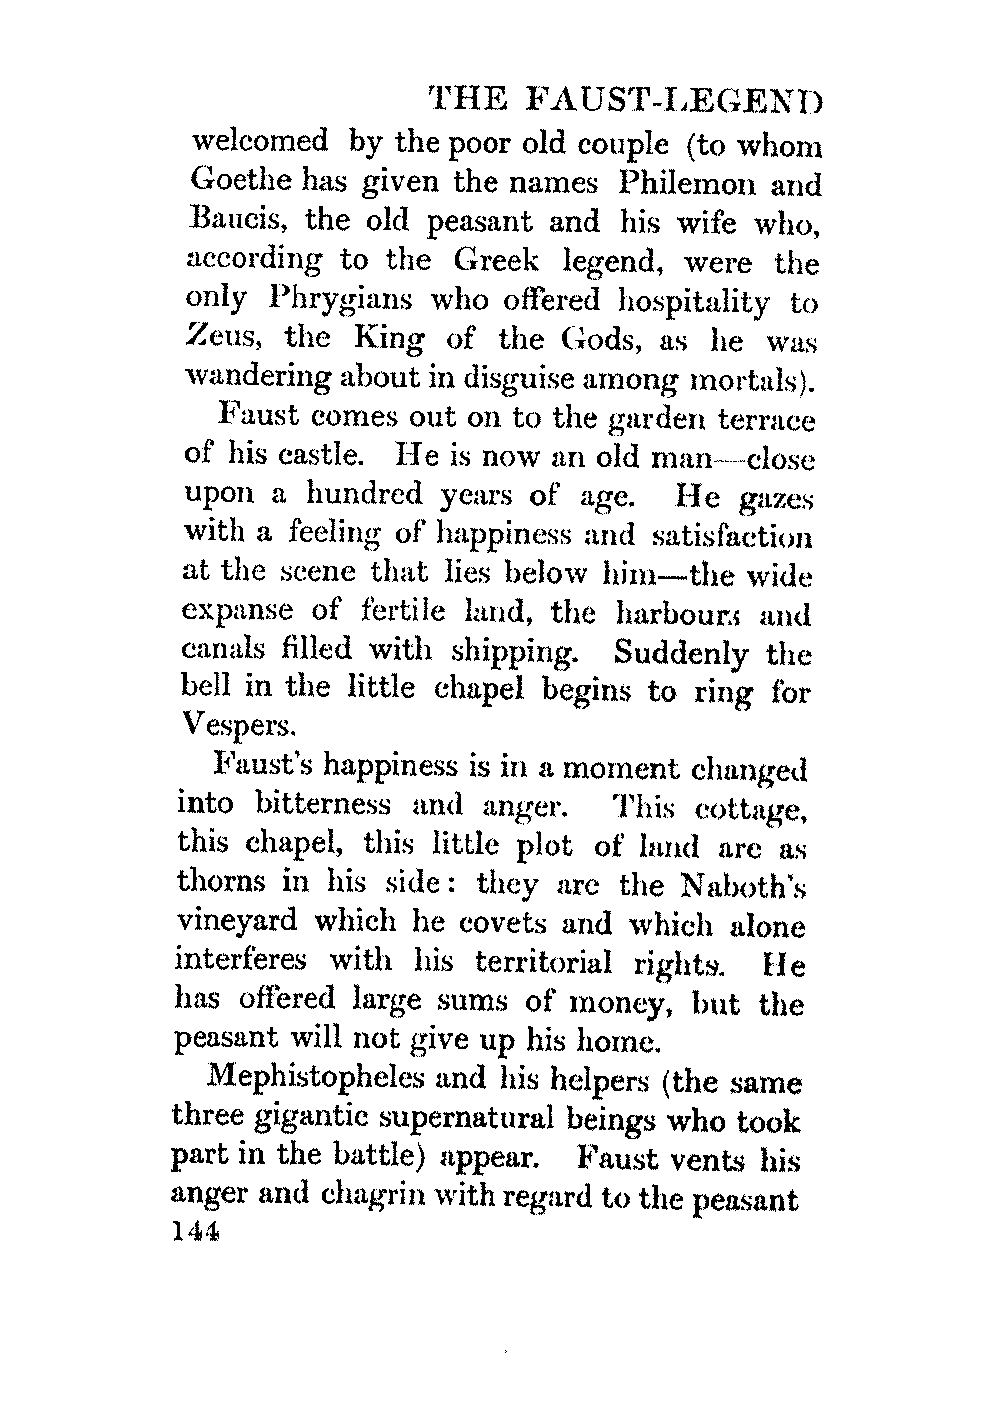 THE FAUST-LEGEND
welcomed by the poor old couple (to whom
Goethe has given the names Philemon and
Baucis, the old peasant and his wife who,
according to the Greek legend, were the
only Phrygians who offered hospitality to
Zeus, the King of the Gods, as he was
wandering about in disguise among mortals).
Faust comes out on to the garden terrace
of his castle. He is now an old man—close
upon a hundred years of age. He gazes
with a feeling of happiness and satisfaction
at the scene that lies below him—the wide
expanse of fertile land, the harbours and
canals filled with shipping. Suddenly the
bell in the little chapel begins to ring for
Vespers.
Faust's happiness is in a moment changed
into bitterness and anger. This cottage,
this chapel, this little plot of land are as
thorns in his side: they are the Naboth's
vineyard which he covets and which alone
interferes with his territorial rights. He
has offered large sums of money, but the
peasant will not give up his home.
Mephistopheles and his helpers (the same
three gigantic supernatural beings who took
part in the battle) appear. Faust vents his
anger and chagrin with regard to the peasant
144